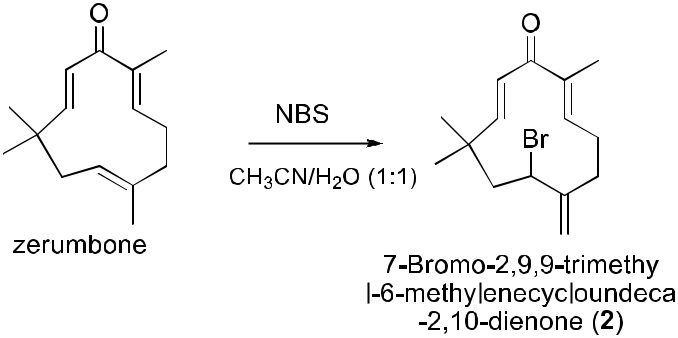 O
O
NBS
Br
CH₃CN/H₂O (1:1)
zerumbone
7-Bromo-2,9,9-trimethy
l-6-methylenecycloundeca
-2,10-dienone (2)